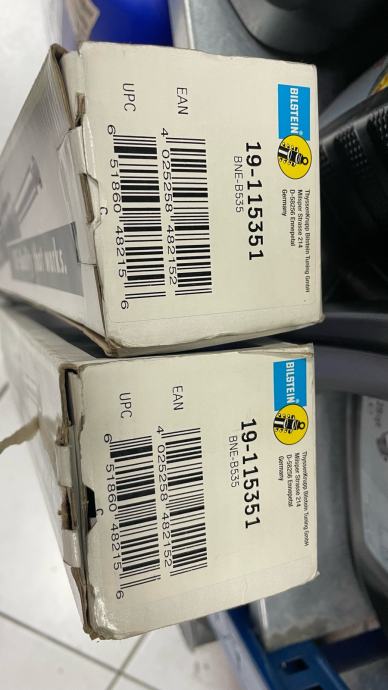 BILSTEIN
ThyssenKrupp Bilstein Tuning GmbH
Milsper Strasse 214
D-58256 Ennepetal
Germany
19-115351
BNE-B535
EAN
4 025258 482152
UPC
6 51860 48215 6
C
BILSTEIN
ThyssenKrupp Bilstein Tuning GmbH
Milsper Strasse 214
D-58256 Ennepetal
Germany
19-115351
BNE-B535
EAN
4 025258 482152
UPC
6 51860 48215 6
C